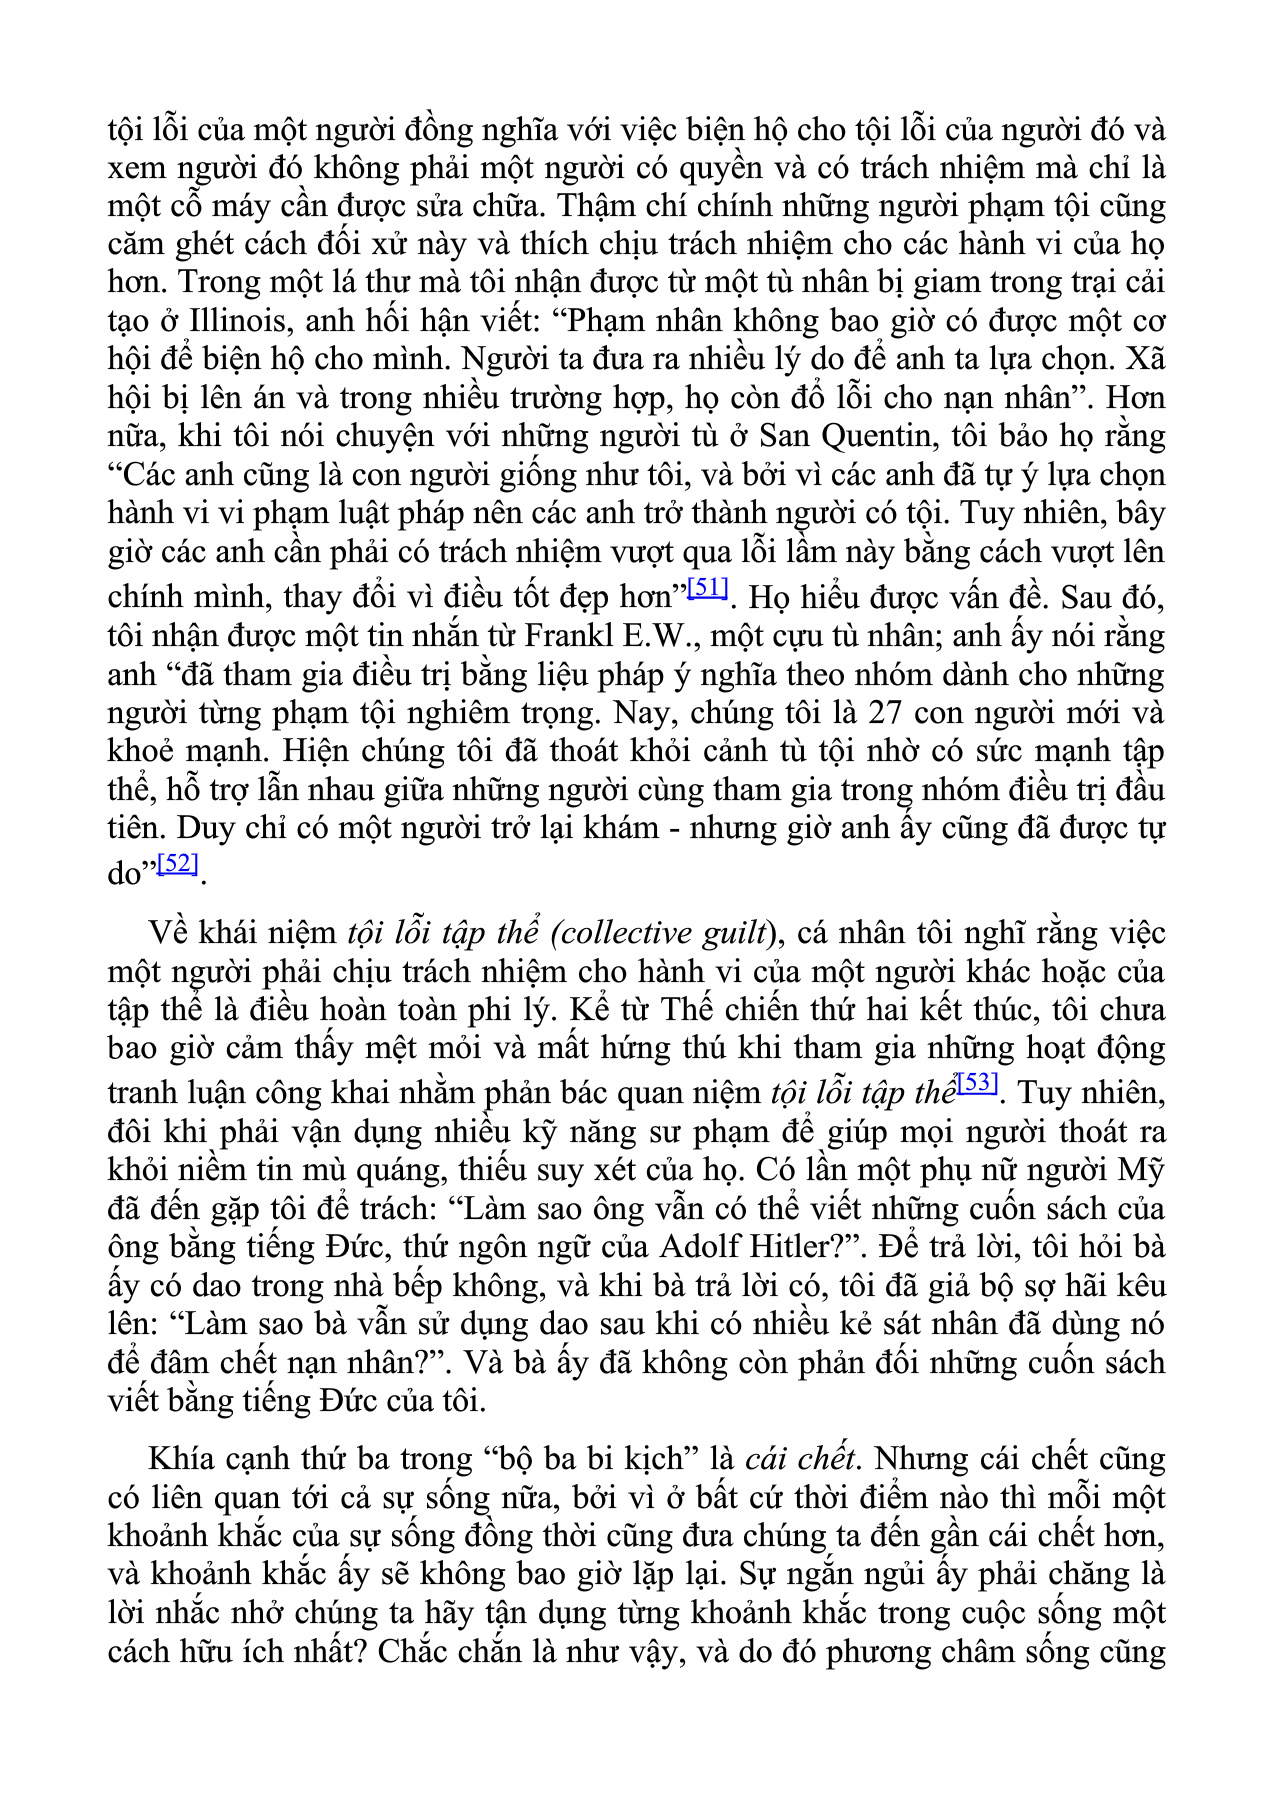 tội lỗi của một người đồng nghĩa với việc biện hộ cho tội lỗi của người đó và
xem người đó không phải một người có quyền và có trách nhiệm mà chỉ là
một cỗ máy cần được sửa chữa. Thậm chí chính những người phạm tội cũng
căm ghét cách đối xử này và thích chịu trách nhiệm cho các hành vi của họ
hơn. Trong một lá thư mà tôi nhận được từ một tù nhân bị giam trong trại cải
tạo ở Illinois, anh hối hận viết: “Phạm nhân không bao giờ có được một cơ
hội để biện hộ cho mình. Người ta đưa ra nhiều lý do để anh ta lựa chọn. Xã
hội bị lên án và trong nhiều trường hợp, họ còn đổ lỗi cho nạn nhân”. Hơn
nữa, khi tôi nói chuyện với những người tù ở San Quentin, tôi bảo họ rằng
“Các anh cũng là con người giống như tôi, và bởi vì các anh đã tự ý lựa chọn
hành vi vi phạm luật pháp nên các anh trở thành người có tội. Tuy nhiên, bây
giờ các anh cần phải có trách nhiệm vượt qua lỗi lầm này bằng cách vượt lên
chính mình, thay đổi vì điều tốt đẹp hơn”[51]. Họ hiểu được vấn đề. Sau đó,
tôi nhận được một tin nhắn từ Frankl E.W., một cựu tù nhân; anh ấy nói rằng
anh “đã tham gia điều trị bằng liệu pháp ý nghĩa theo nhóm dành cho những
người từng phạm tội nghiêm trọng. Nay, chúng tôi là 27 con người mới và
khoẻ mạnh. Hiện chúng tôi đã thoát khỏi cảnh tù tội nhờ có sức mạnh tập
thể, hỗ trợ lẫn nhau giữa những người cùng tham gia trong nhóm điều trị đầu
tiên. Duy chỉ có một người trở lại khám - nhưng giờ anh ấy cũng đã được tự
do”[52].
Về khái niệm tội lỗi tập thể (collective guilt), cá nhân tôi nghĩ rằng việc
một người phải chịu trách nhiệm cho hành vi của một người khác hoặc của
tập thể là điều hoàn toàn phi lý. Kể từ Thế chiến thứ hai kết thúc, tôi chưa
bao giờ cảm thấy mệt mỏi và mất hứng thú khi tham gia những hoạt động
tranh luận công khai nhằm phản bác quan niệm tội lỗi tập thể[53]. Tuy nhiên,
đôi khi phải vận dụng nhiều kỹ năng sư phạm để giúp mọi người thoát ra
khỏi niềm tin mù quáng, thiếu suy xét của họ. Có lần một phụ nữ người Mỹ
đã đến gặp tôi để trách: “Làm sao ông vẫn có thể viết những cuốn sách của
ông bằng tiếng Đức, thứ ngôn ngữ của Adolf Hitler?”. Để trả lời, tôi hỏi bà
ấy có dao trong nhà bếp không, và khi bà trả lời có, tôi đã giả bộ sợ hãi kêu
lên: “Làm sao bà vẫn sử dụng dao sau khi có nhiều kẻ sát nhân đã dùng nó
để đâm chết nạn nhân?”. Và bà ấy đã không còn phản đối những cuốn sách
viết bằng tiếng Đức của tôi.
Khía cạnh thứ ba trong “bộ ba bi kịch” là cái chết. Nhưng cái chết cũng
có liên quan tới cả sự sống nữa, bởi vì ở bất cứ thời điểm nào thì mỗi một
khoảnh khắc của sự sống đồng thời cũng đưa chúng ta đến gần cái chết hơn,
và khoảnh khắc ấy sẽ không bao giờ lặp lại. Sự ngắn ngủi ấy phải chăng là
lời nhắc nhở chúng ta hãy tận dụng từng khoảnh khắc trong cuộc sống một
cách hữu ích nhất? Chắc chắn là như vậy, và do đó phương châm sống cũng